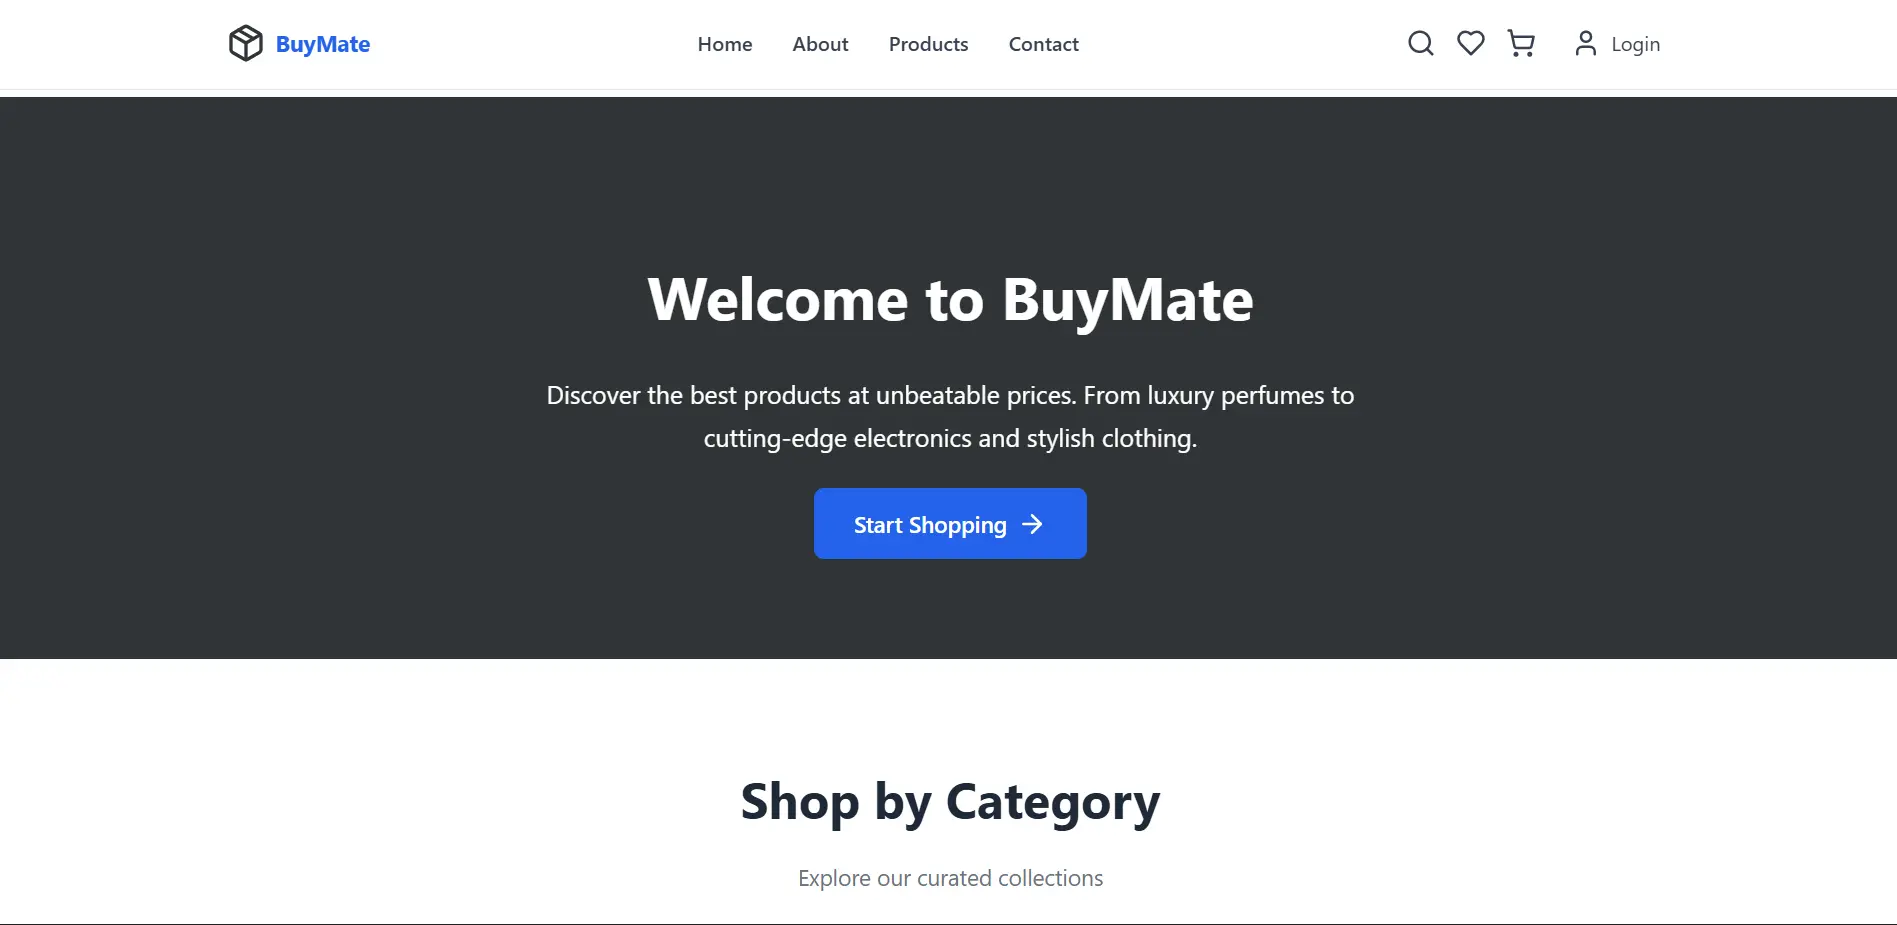 BuyMate
Home About Products Contact
Login
Welcome to BuyMate
Discover the best products at unbeatable prices. From luxury perfumes to
cutting-edge electronics and stylish clothing.
Start Shopping
Shop by Category
Explore our curated collections